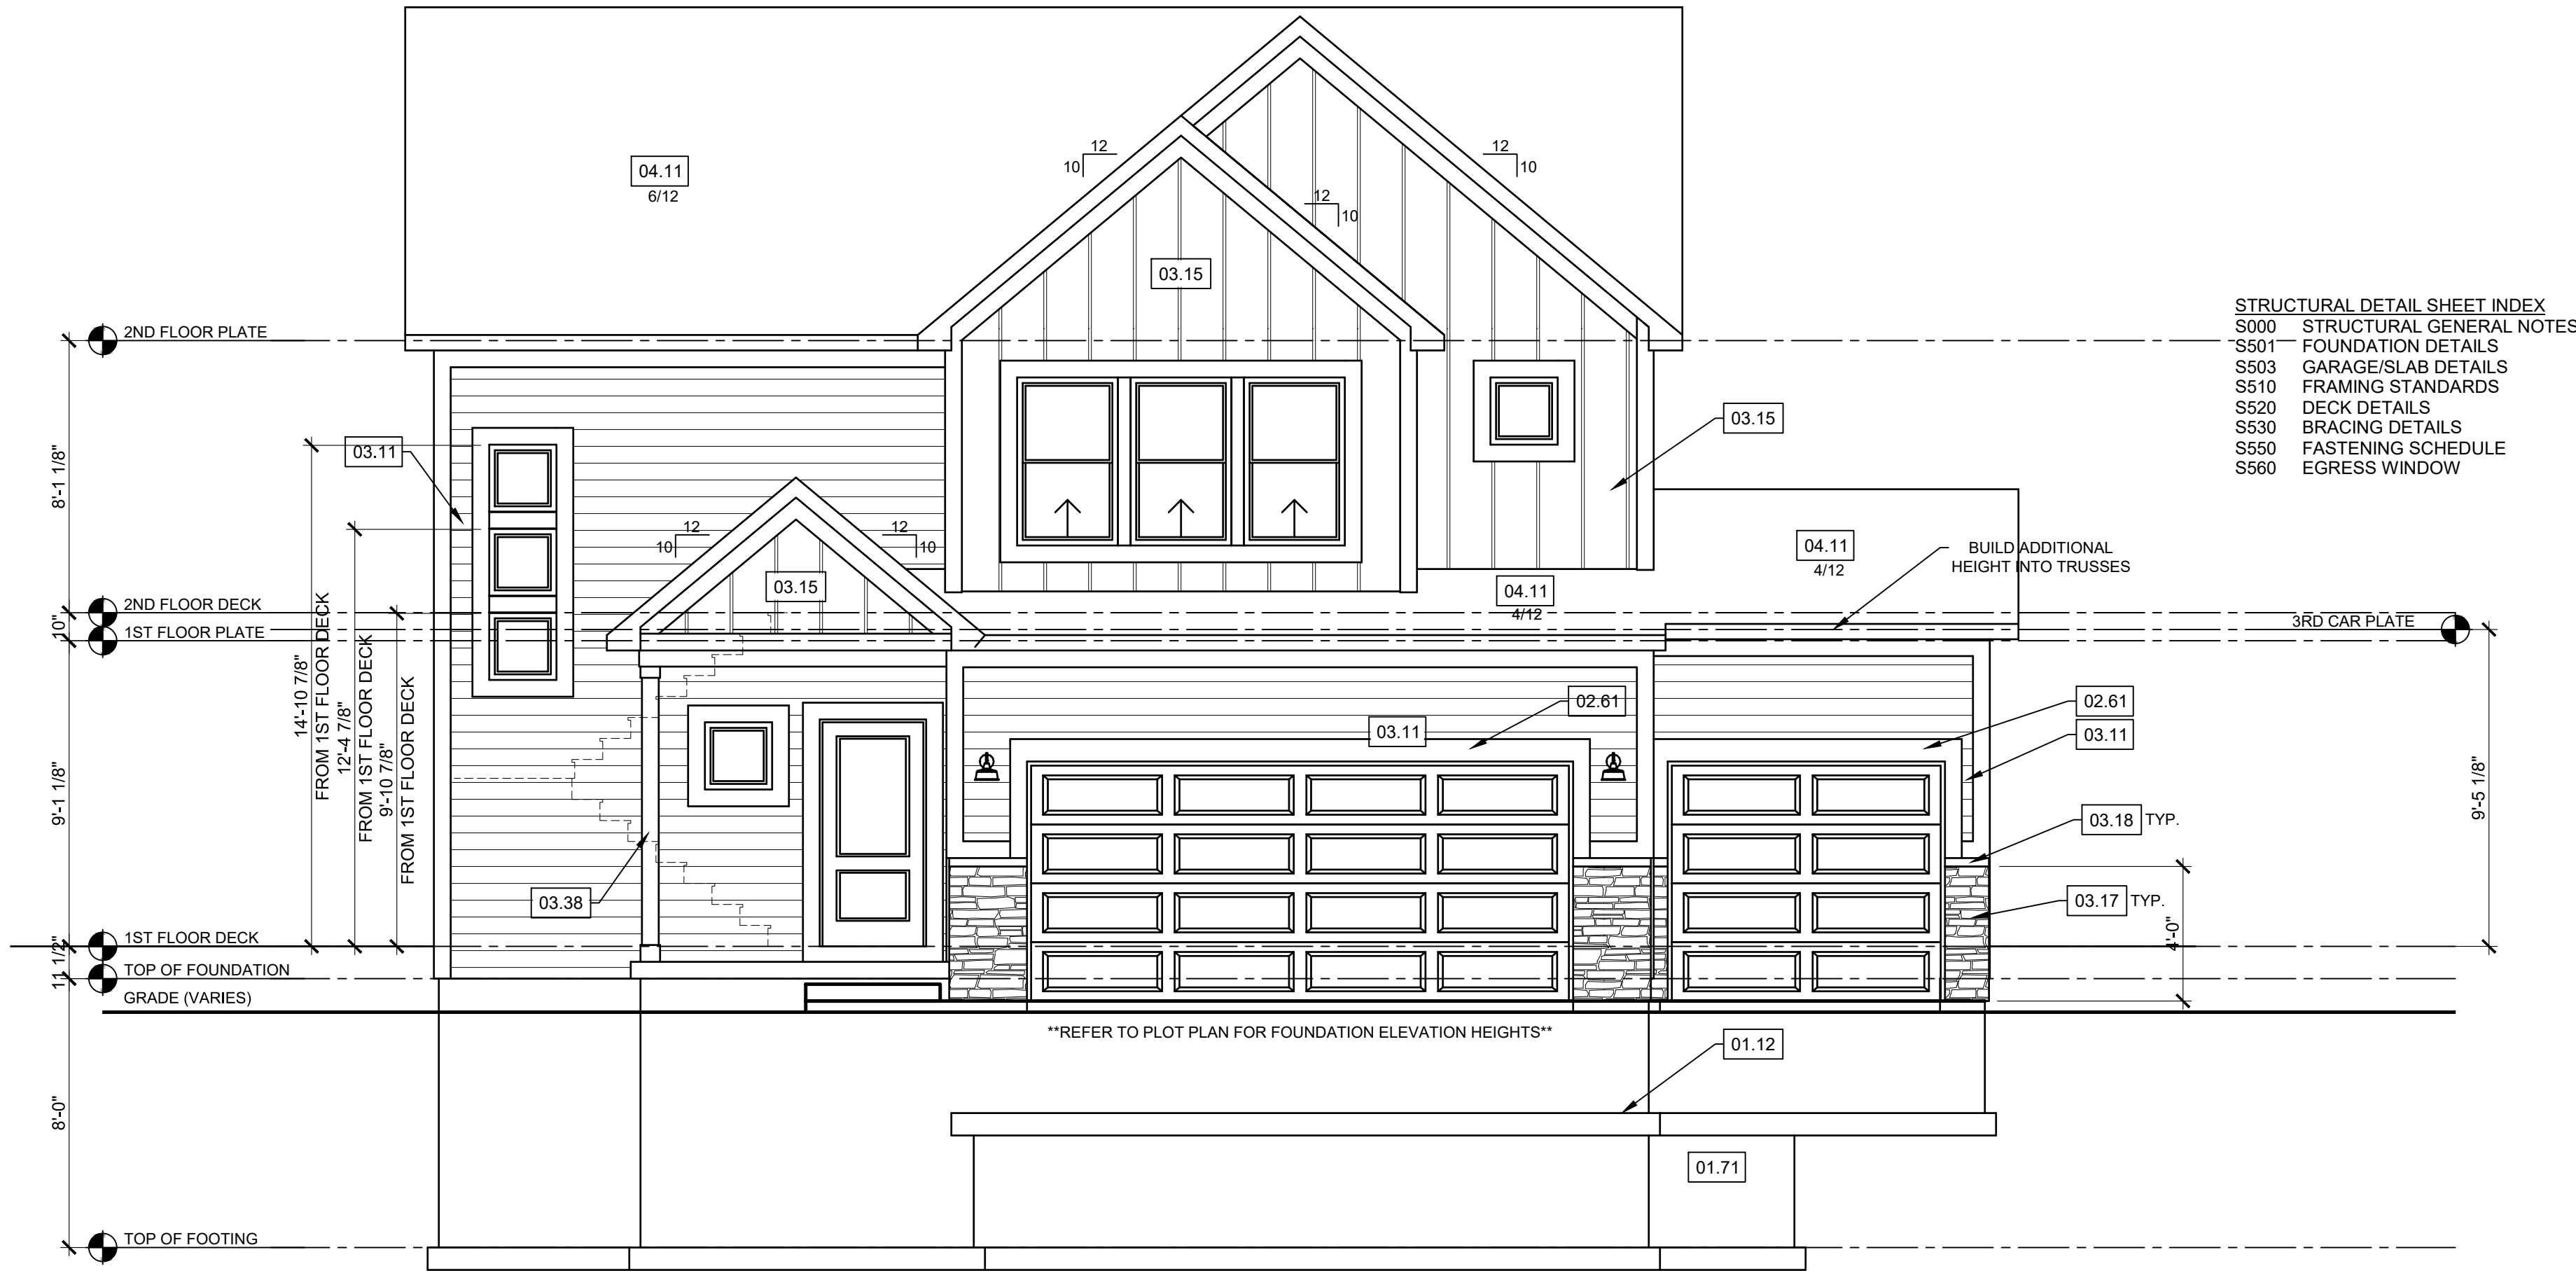 12
10
12
10
12
10
04.11
6/12
03.15
2ND FLOOR PLATE
STRUCTURAL DETAIL SHEET INDEX
S000 STRUCTURAL GENERAL NOTES
S501 FOUNDATION DETAILS
S503 GARAGE/SLAB DETAILS
S510 FRAMING STANDARDS
S520 DECK DETAILS
S530 BRACING DETAILS
S550 FASTENING SCHEDULE
S560 EGRESS WINDOW
03.15
03.11
8'-1 1/8"
12
10
12
10
03.15
04.11
4/12
BUILD ADDITIONAL
HEIGHT INTO TRUSSES
04.11
4/12
2ND FLOOR DECK
10"
1ST FLOOR PLATE
3RD CAR PLATE
14'-10 7/8"
FROM 1ST FLOOR DECK
12'-4 7/8"
FROM 1ST FLOOR DECK
9'-10 7/8"
FROM 1ST FLOOR DECK
02.61
03.11
02.61
03.11
9'-1 1/8"
9'-5 1/8"
03.18 TYP.
03.38
03.17 TYP.
4'-0"
1ST FLOOR DECK
11 1/2"
TOP OF FOUNDATION
GRADE (VARIES)
**REFER TO PLOT PLAN FOR FOUNDATION ELEVATION HEIGHTS**
01.12
8'-0"
01.71
TOP OF FOOTING